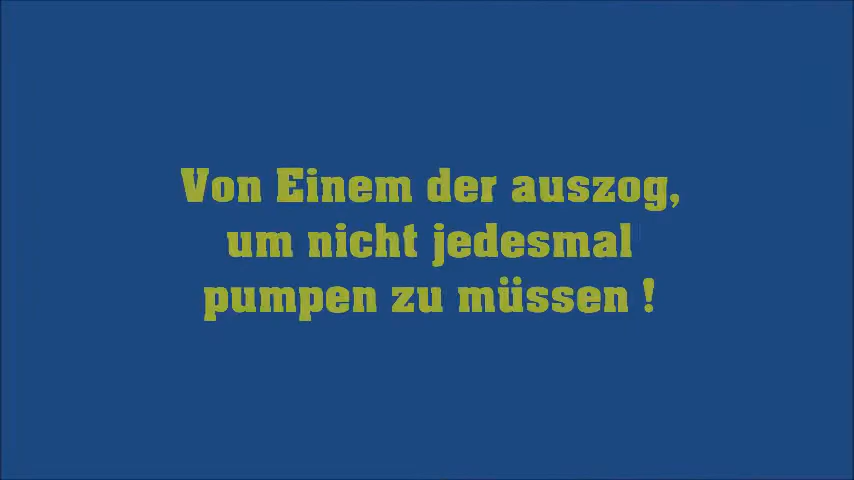 Von Einem der auszog,
um nicht jedesmal
pumpen zu müssen !